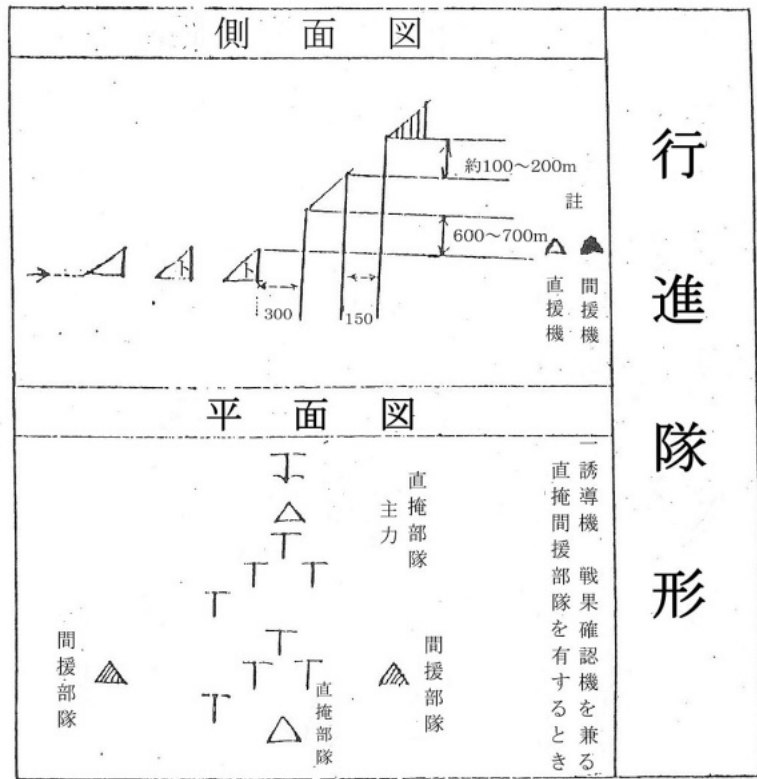 行進隊形
側面図
約100〜200m
600〜700m
300
150
ト
ト
註
間援機
直援機
平面図
一誘導機 戦果確認機を兼る
直掩間援部隊を有するとき
直掩部隊
主力
間援部隊
間援部隊
直掩部隊